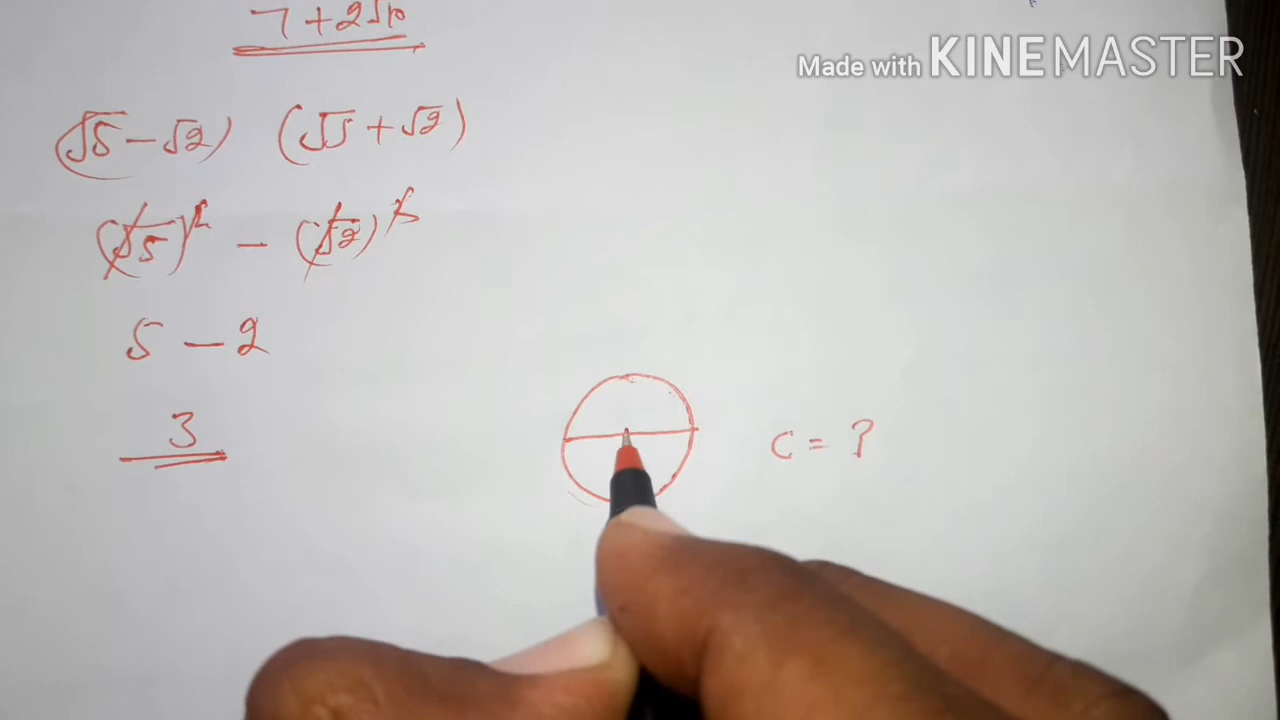 7 + 2√10
Made with KINEMASTER
(√5 - √2) (√5 + √2)
(√5)² - (√2)²
5 - 2
3
C = ?